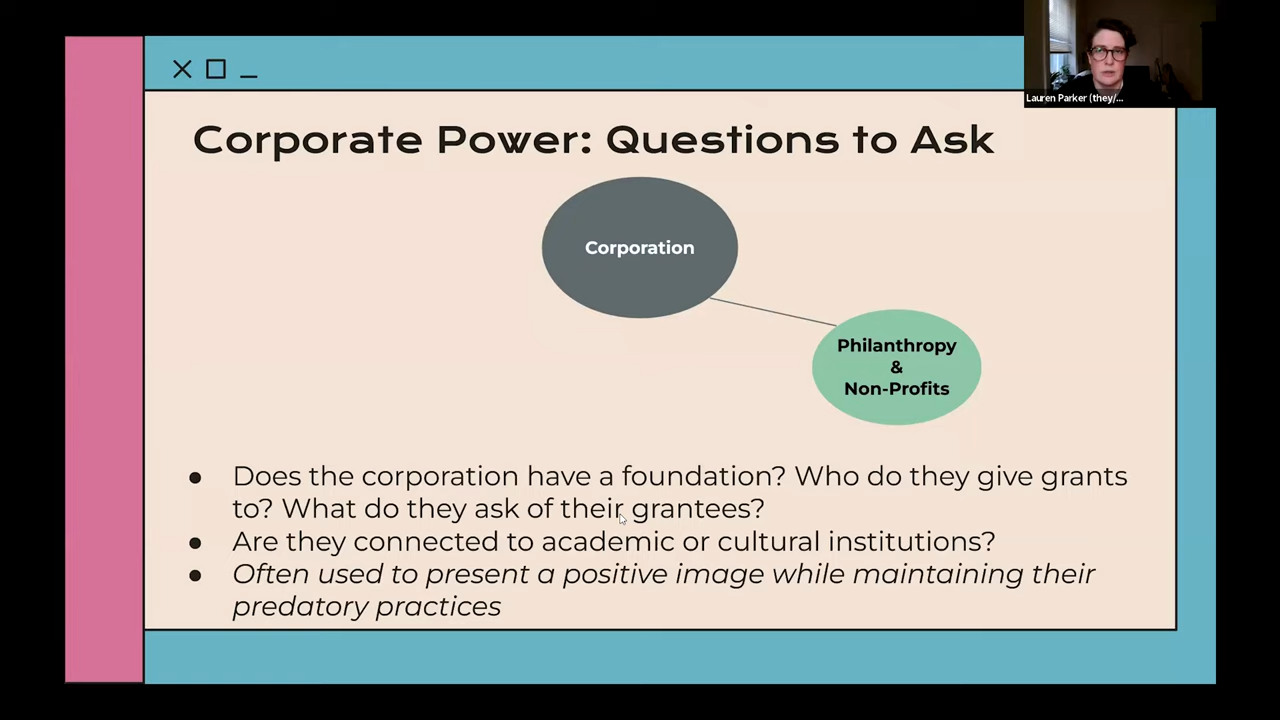 Lauren Parker (they/...
Corporate Power: Questions to Ask
Corporation
Philanthropy
&
Non-Profits
● Does the corporation have a foundation? Who do they give grants
to? What do they ask of their grantees?
● Are they connected to academic or cultural institutions?
● Often used to present a positive image while maintaining their
predatory practices